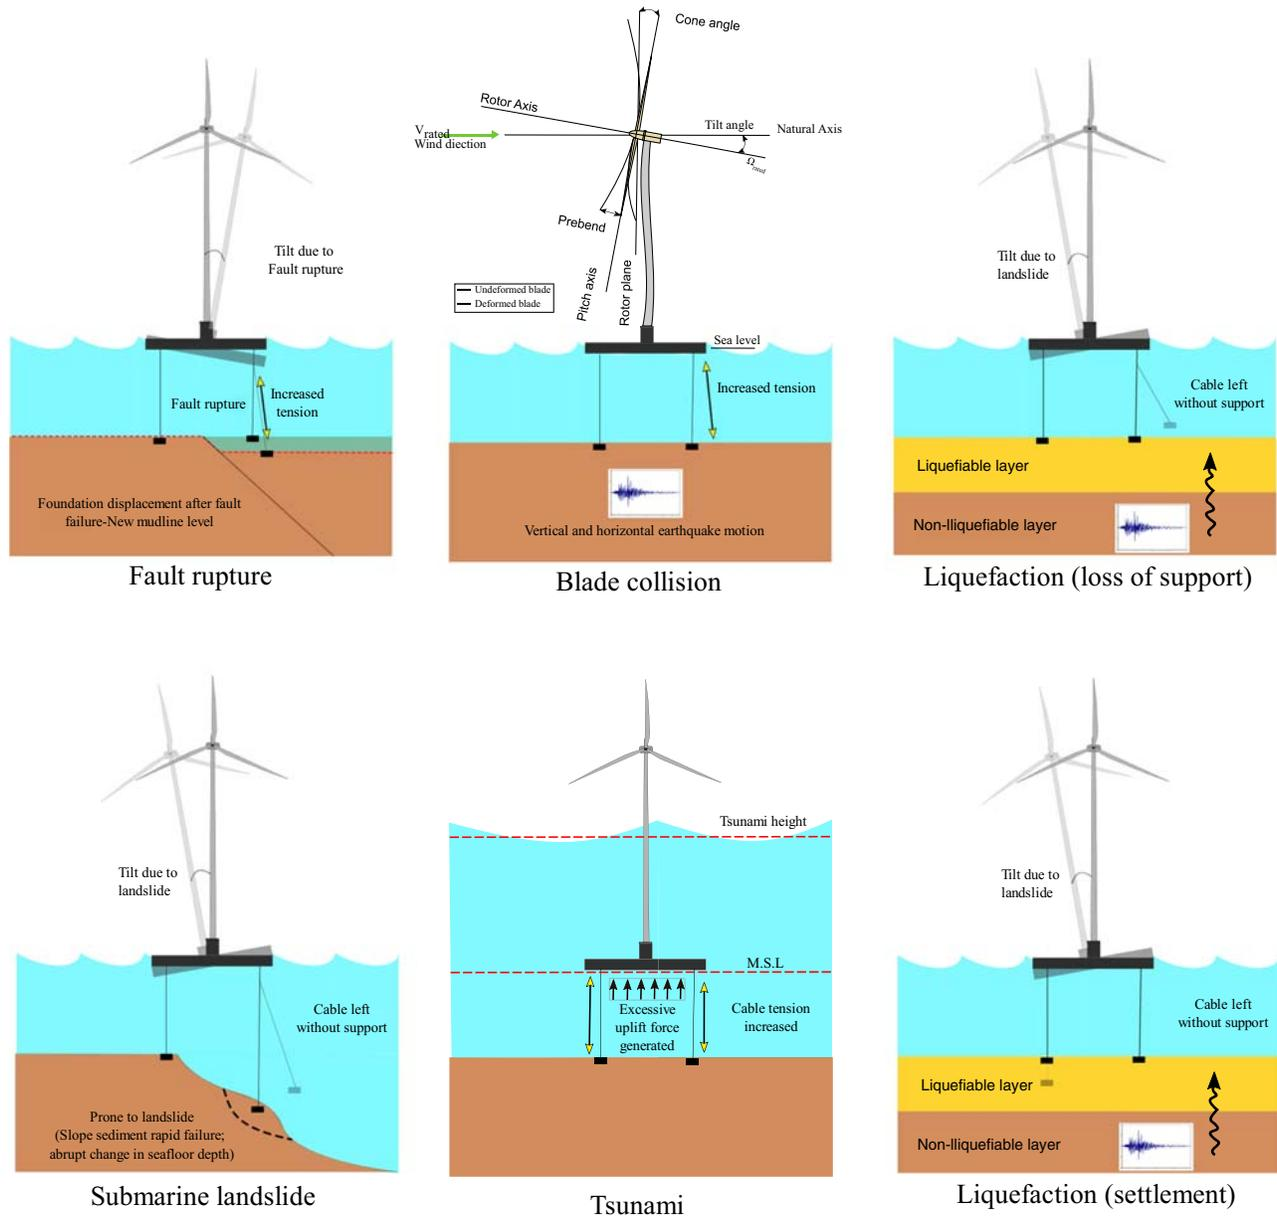 Tilt due to
Fault rupture
Fault rupture
Increased
tension
Foundation displacement after fault
failure-New mudline level
Fault rupture
Cone angle
Rotor Axis
Vrated
Wind diection
Tilt angle
Natural Axis
Ωrated
Prebend
Pitch axis
Rotor plane
Undeformed blade
Deformed blade
Sea level
Increased tension
Vertical and horizontal earthquake motion
Blade collision
Tilt due to
landslide
Cable left
without support
Liquefiable layer
Non-lliquefiable layer
Liquefaction (loss of support)
Tilt due to
landslide
Cable left
without support
Prone to landslide
(Slope sediment rapid failure;
abrupt change in seafloor depth)
Submarine landslide
Tsunami height
M.S.L
Excessive
uplift force
generated
Cable tension
increased
Tsunami
Tilt due to
landslide
Cable left
without support
Liquefiable layer
Non-lliquefiable layer
Liquefaction (settlement)